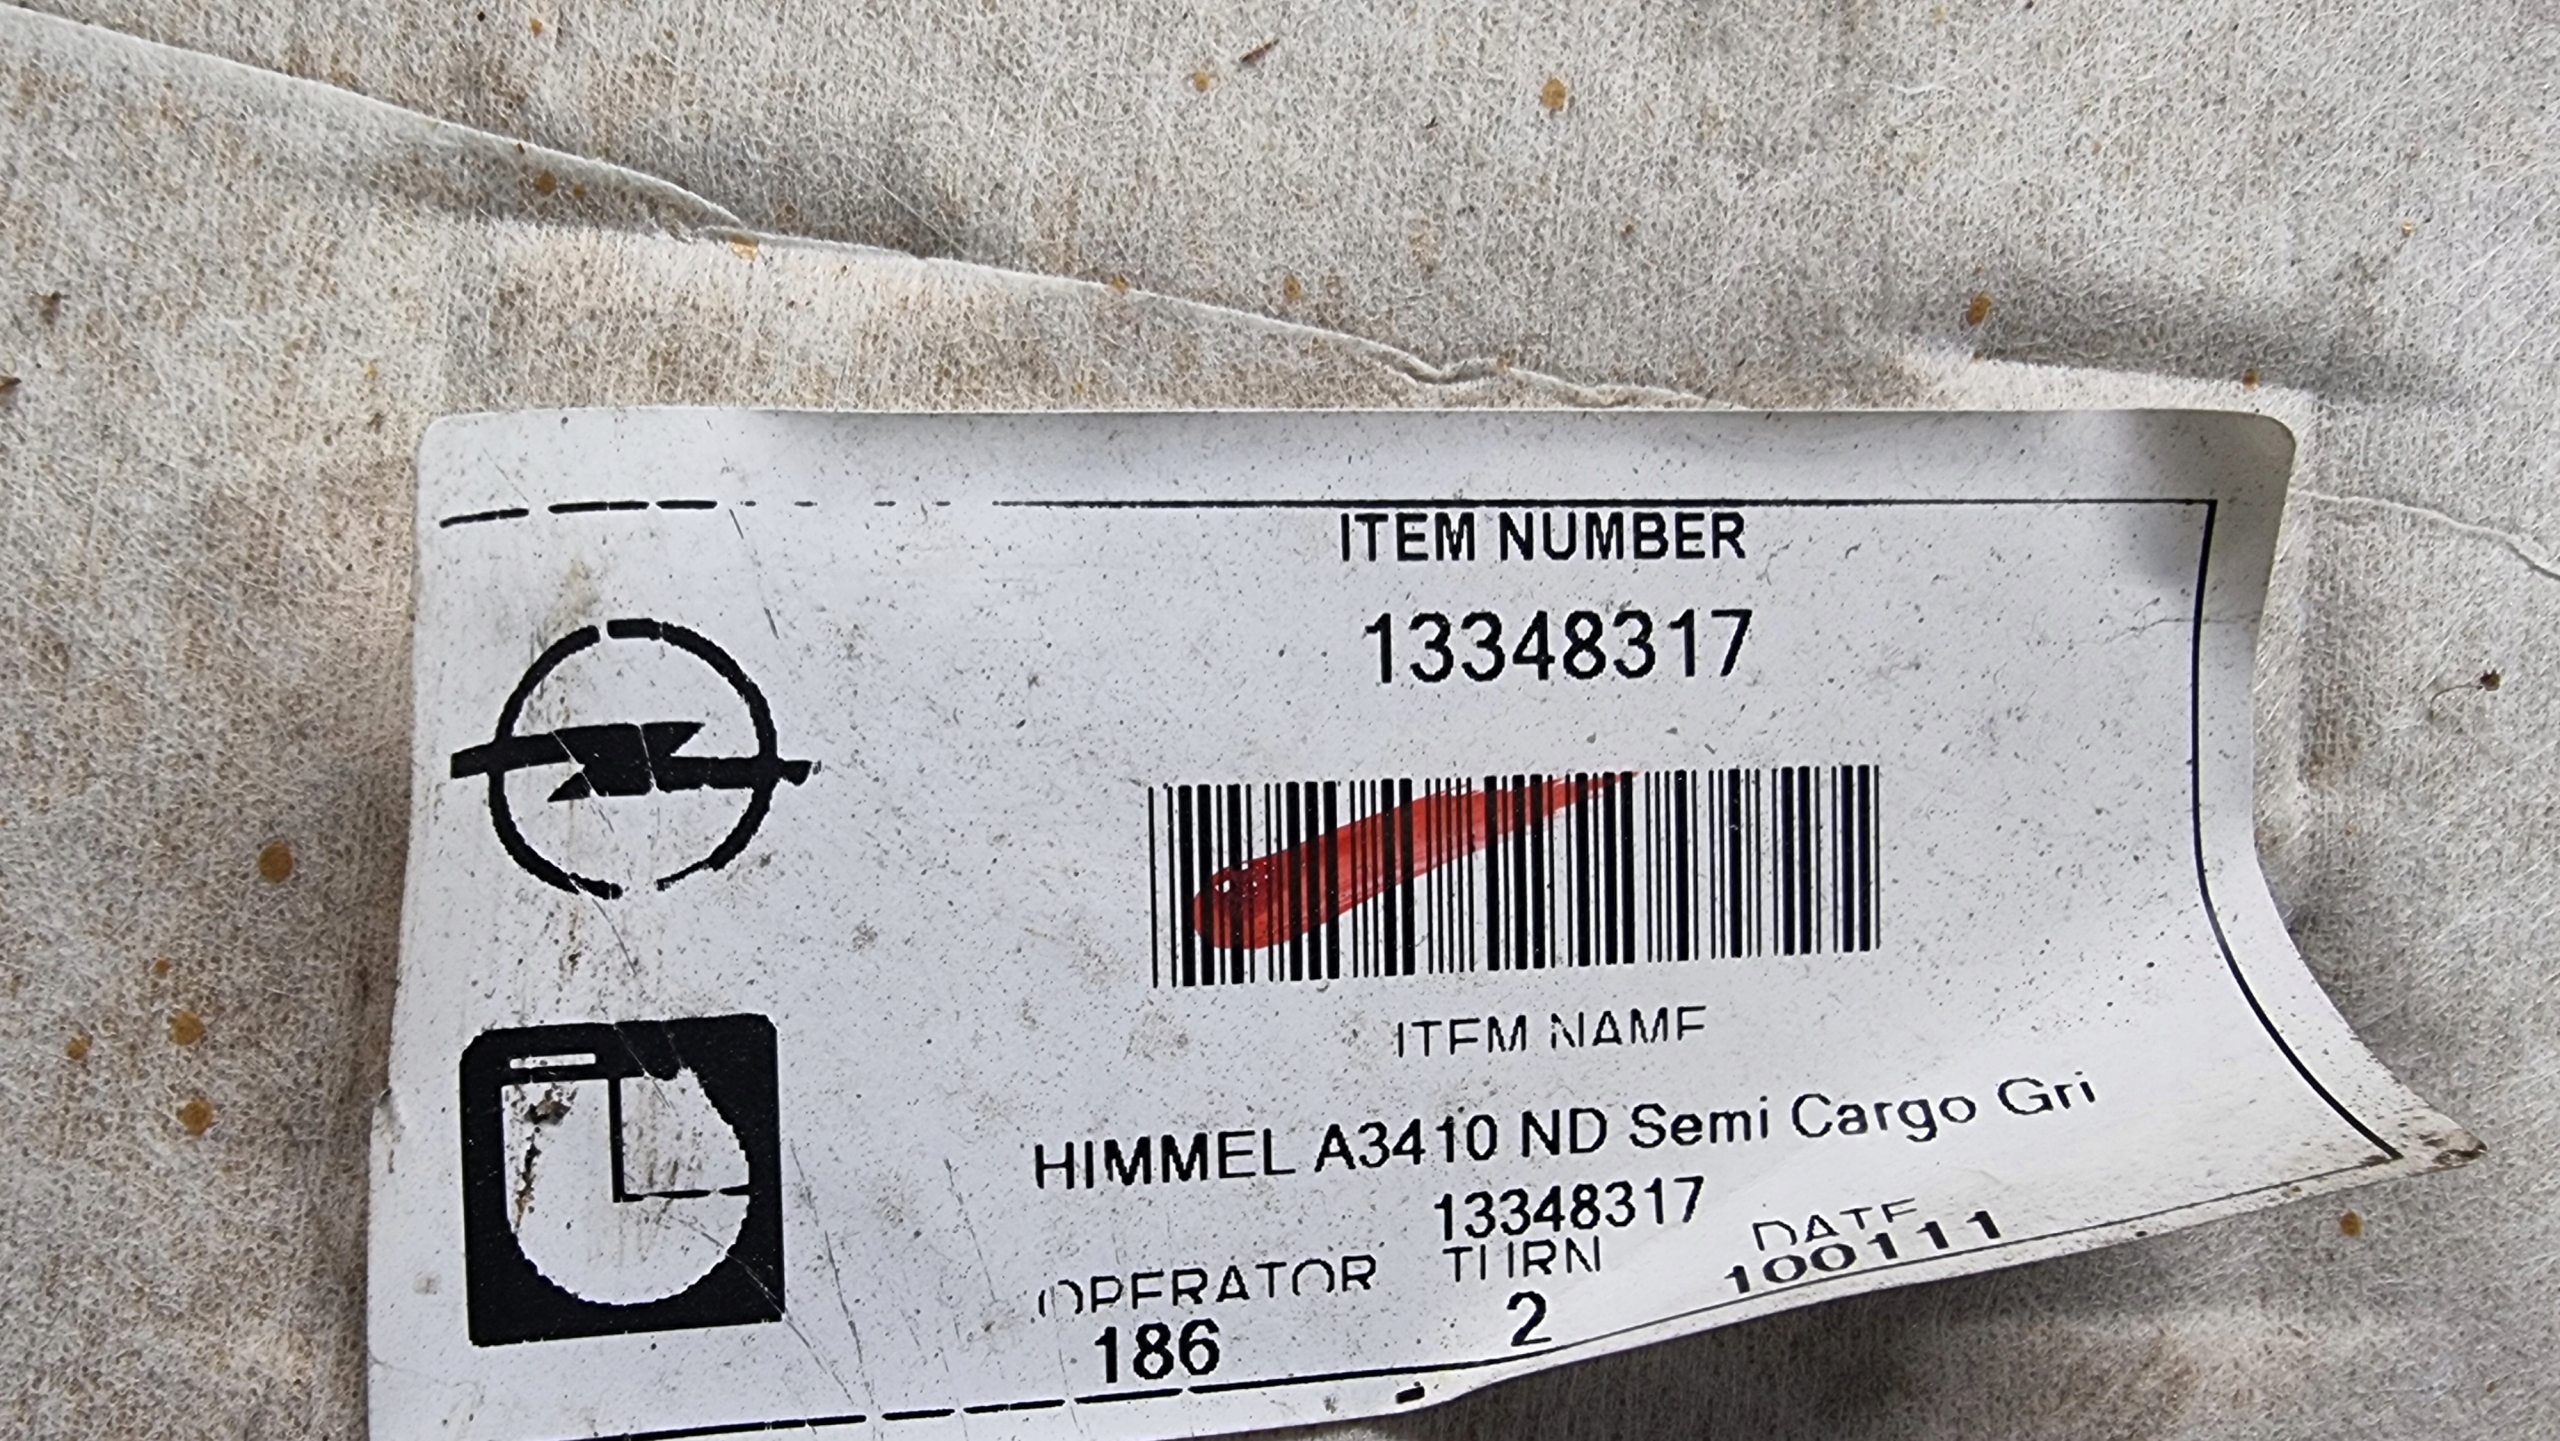 ITEM NUMBER
13348317
ITEM NAME
HIMMEL A3410 ND Semi Cargo Gri
13348317
OPERATOR TURN DATE
186 2 100111